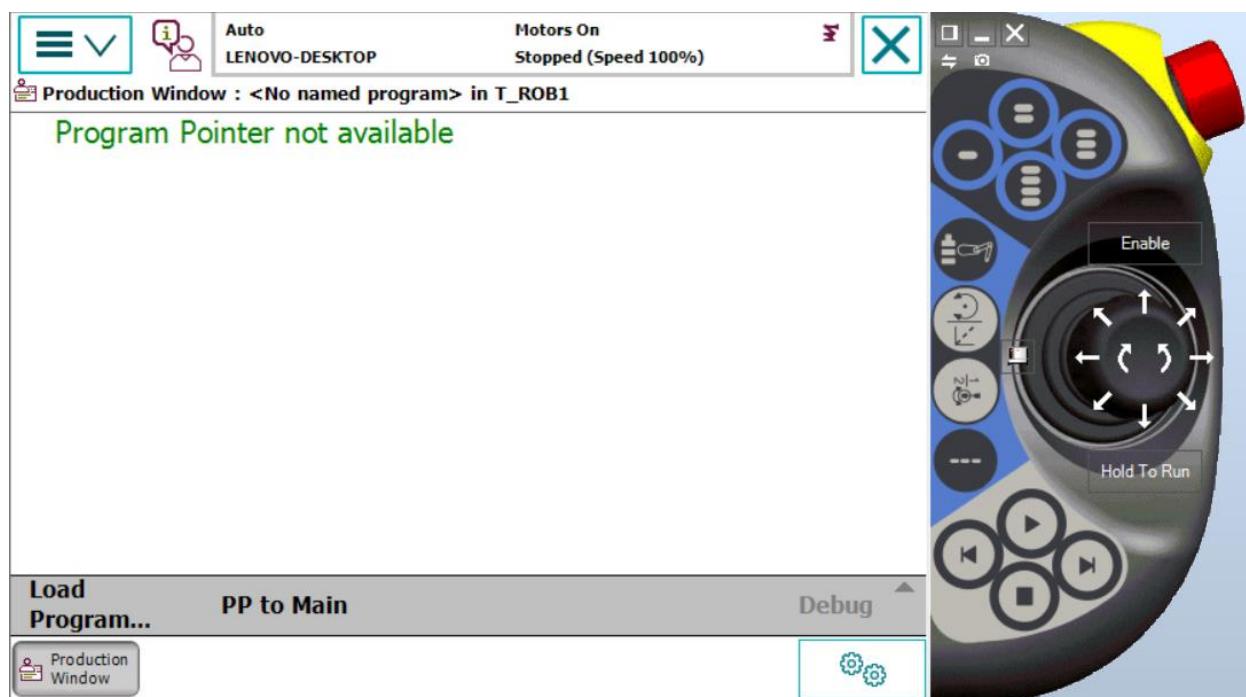 Auto
LENOVO-DESKTOP
Motors On
Stopped (Speed 100%)
Production Window : <No named program> in T_ROB1
Program Pointer not available
Enable
Hold To Run
Load
Program...
PP to Main
Debug
Production
Window